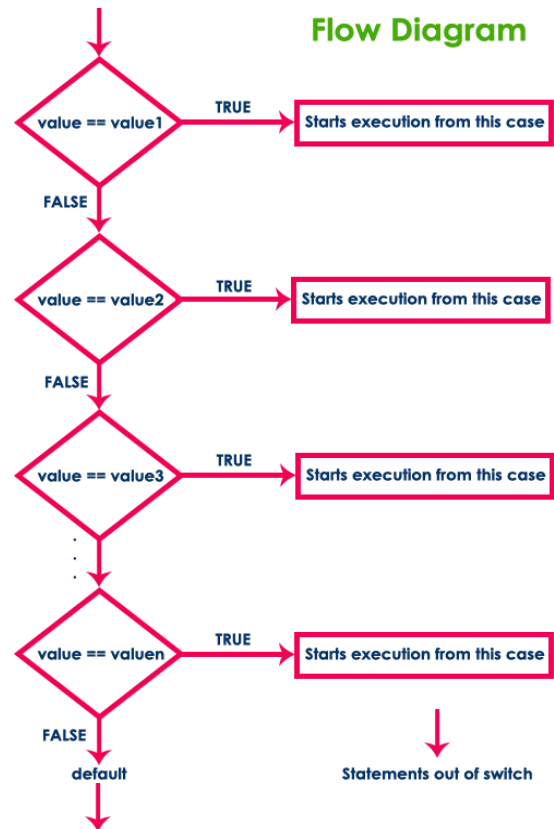 Flow Diagram
value == value1
TRUE
Starts execution from this case
FALSE
value == value2
TRUE
Starts execution from this case
FALSE
value == value3
TRUE
Starts execution from this case
.
.
.
value == valuen
TRUE
Starts execution from this case
FALSE
default
Statements out of switch